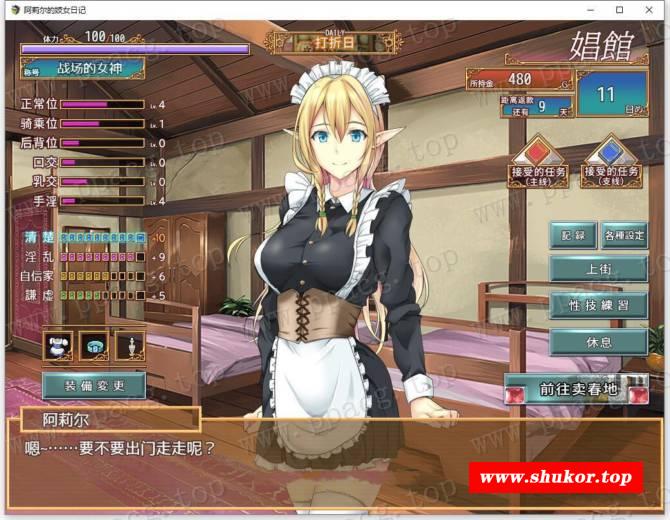 阿莉尔的妓女日记
体力 100/100
称号 战场的女神
DAILY
打折日
娼館
所持金 480 G
距离返款还有 9 天
11 日め
接受的任务
(主线)
接受的任务
(支线)
正常位 Lv. 4
骑乘位 Lv. 1
后背位 Lv. 0
口交 Lv. 0
乳交 Lv. 0
手淫 Lv. 4
清楚 +10
淫乱 +9
自信家 +6
謙虚 +5
記録
各種設定
上街
性技練習
休息
前往卖春地
装備変更
阿莉尔
嗯~……要不要出门走走呢？
www.ppacg.top
www.shukor.top